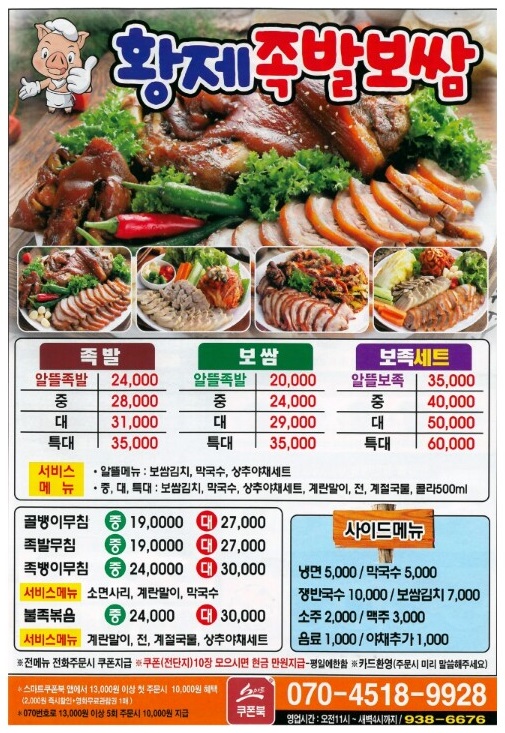 황제족발보쌈
족발
알뜰족발 24,000
중 28,000
대 31,000
특대 35,000
보쌈
알뜰족발 20,000
중 24,000
대 29,000
특대 35,000
보족세트
알뜰보족 35,000
중 40,000
대 50,000
특대 60,000
서비스
메뉴
· 알뜰메뉴 : 보쌈김치, 막국수, 상추야채세트
· 중, 대, 특대 : 보쌈김치, 막국수, 상추야채세트, 계란말이, 전, 계절국물, 콜라500ml
골뱅이무침 중 19,0000 대 27,000
족발무침 중 19,0000 대 27,000
족뱅이무침 중 24,0000 대 30,000
서비스메뉴 소면사리, 계란말이, 막국수
불족볶음 중 24,000 대 30,000
서비스메뉴 계란말이, 전, 계절국물, 상추야채세트
사이드메뉴
냉면 5,000 / 막국수 5,000
쟁반국수 10,000 / 보쌈김치 7,000
소주 2,000 / 맥주 3,000
음료 1,000 / 야채추가 1,000
※전메뉴 전화주문시 쿠폰지급 ※쿠폰(전단지)10장 모으시면 현금 만원지급-평일에한함 ※카드환영(주문시 미리 말씀해주세요)
※스마트쿠폰북 앱에서 13,000원 이상 첫 주문시 10,000원 혜택
(2,000원 즉시할인+영화무료관람권 1매)
※070번호로 13,000원 이상 5회 주문시 10,000원 지급
스마트
쿠폰북
070-4518-9928
영업시간 : 오전11시 ~ 새벽4시까지 / 938-6676